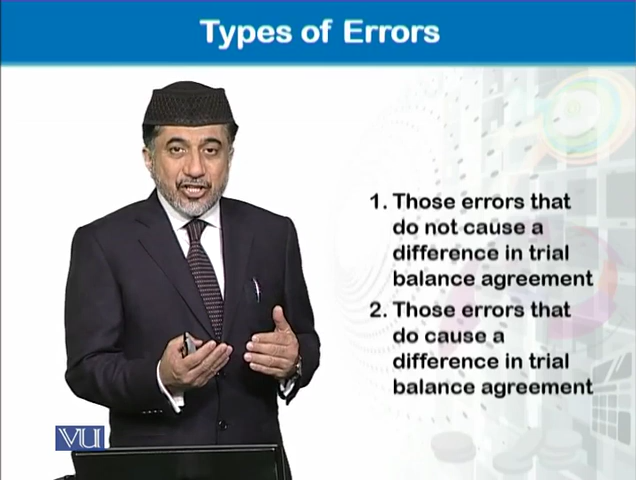 Types of Errors
1. Those errors that
do not cause a
difference in trial
balance agreement
2. Those errors that
do cause a
difference in trial
balance agreement
VU